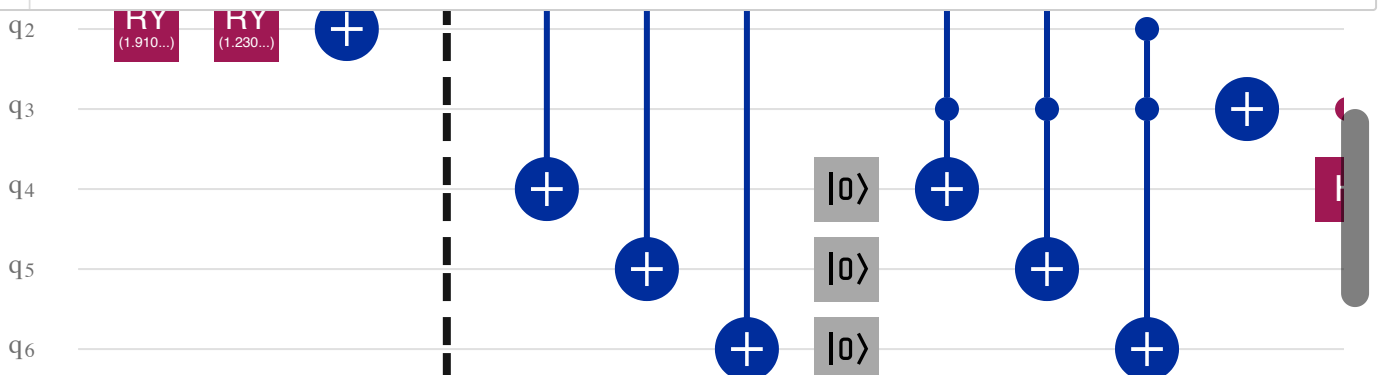 q2 RY RY
(1.910...) (1.230...)
q3
q4 |0⟩
q5 |0⟩
q6 |0⟩